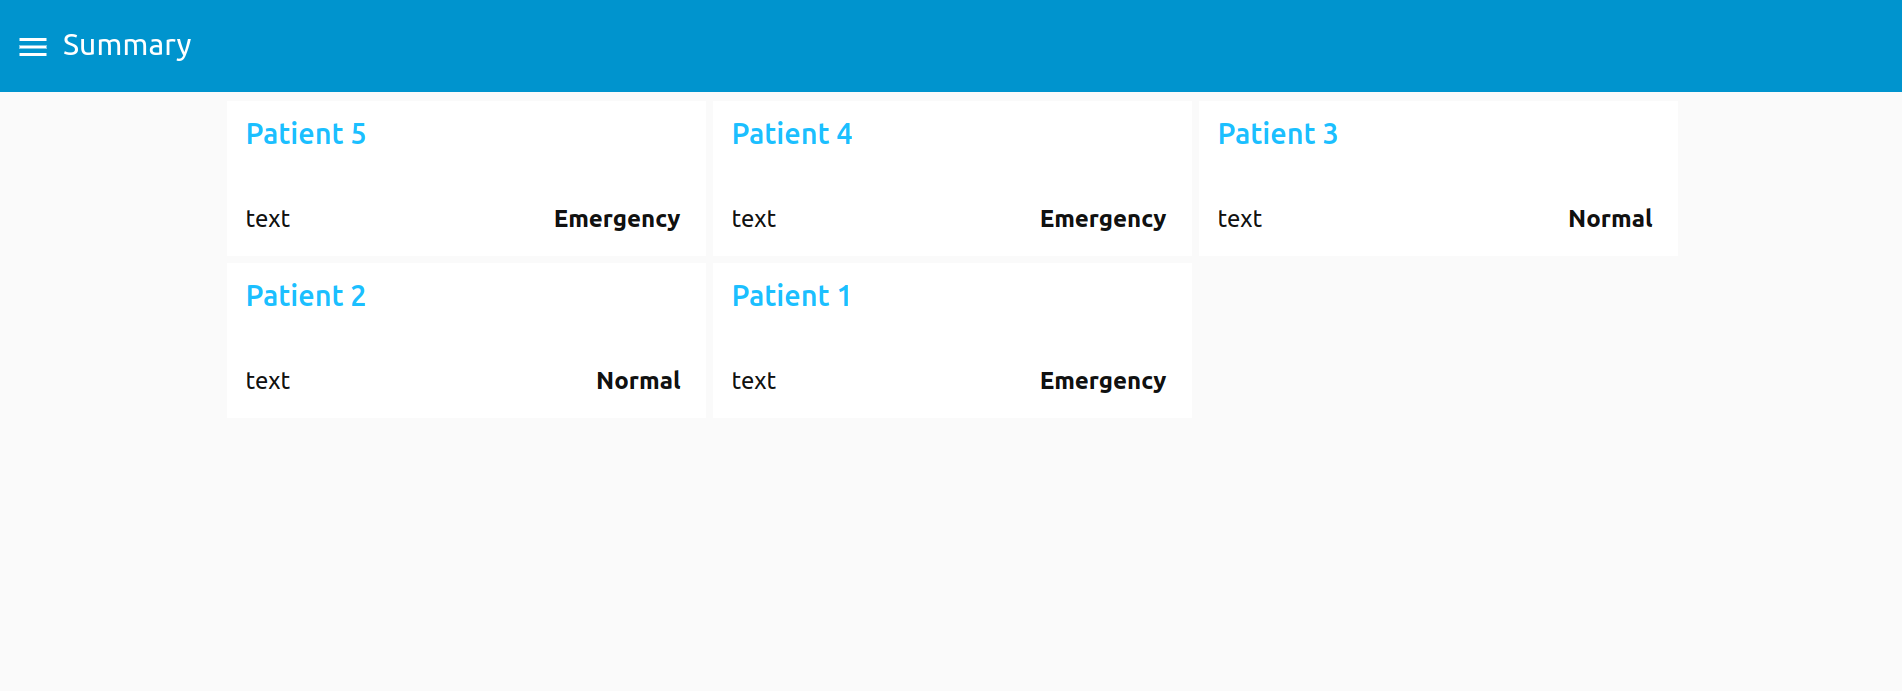 Summary
Patient 5
text Emergency
Patient 4
text Emergency
Patient 3
text Normal
Patient 2
text Normal
Patient 1
text Emergency